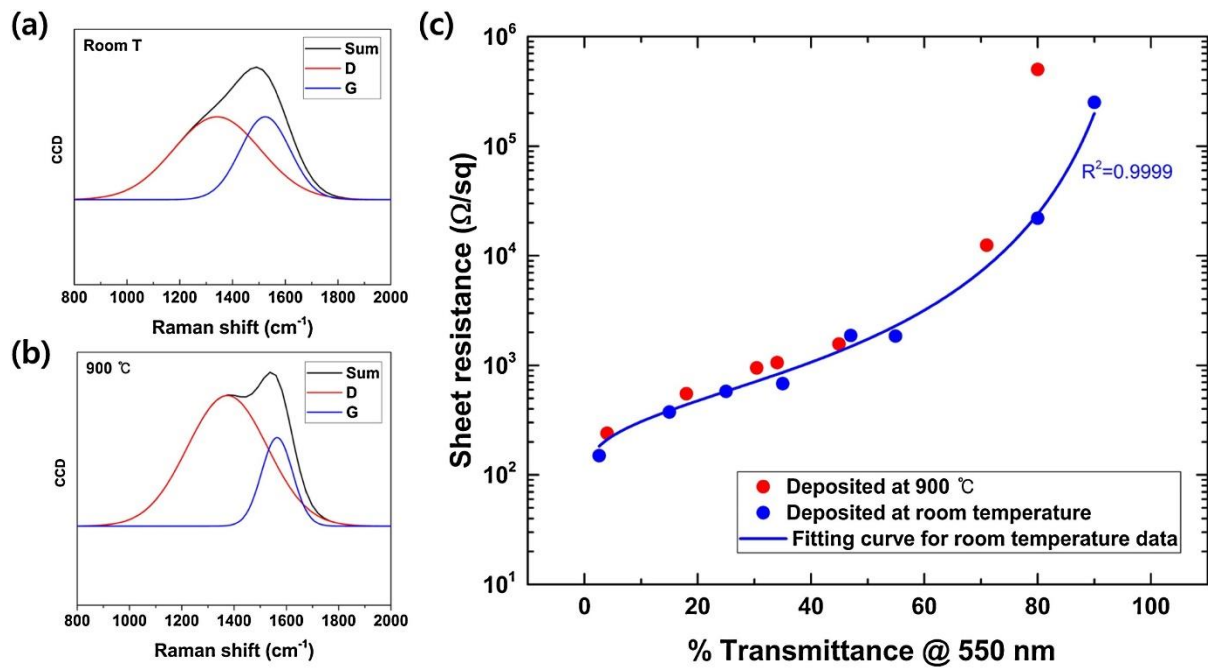 (a)
Room T
Sum
D
G
CCD
800 1000 1200 1400 1600 1800 2000
Raman shift (cm⁻¹)
(b)
900 ℃
Sum
D
G
CCD
800 1000 1200 1400 1600 1800 2000
Raman shift (cm⁻¹)
(c)
Sheet resistance (Ω/sq)
10⁶
10⁵
10⁴
10³
10²
10¹
R²=0.9999
Deposited at 900 ℃
Deposited at room temperature
Fitting curve for room temperature data
0 20 40 60 80 100
% Transmittance @ 550 nm